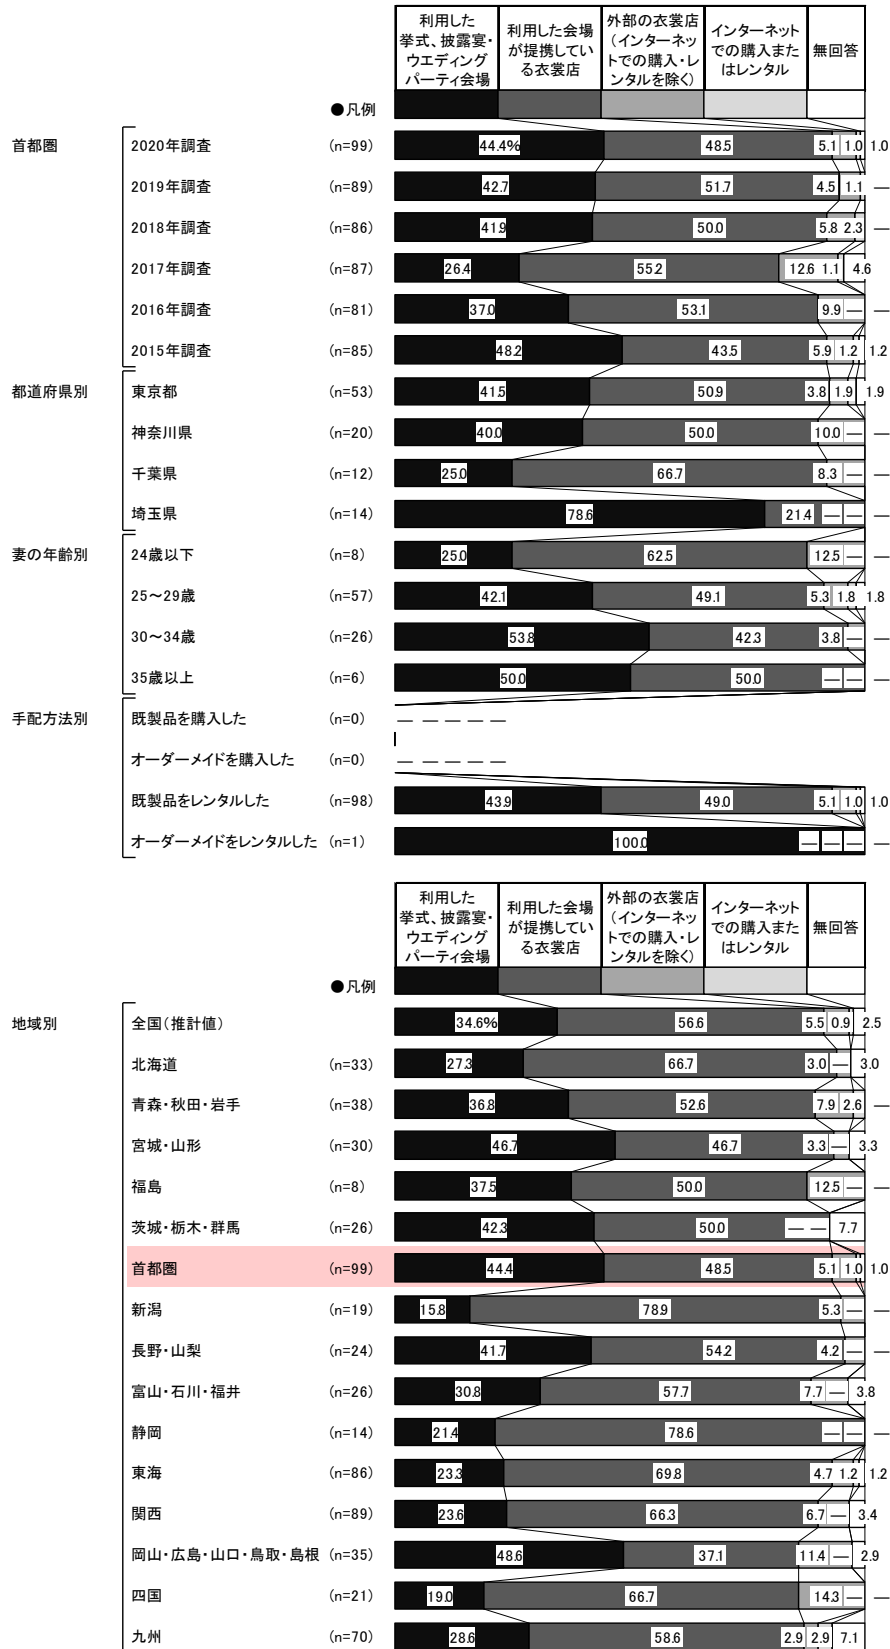 利用した
挙式、披露宴・
ウエディング
パーティ会場
利用した会場
が提携してい
る衣裳店
外部の衣裳店
(インターネッ
トでの購入・レ
ンタルを除く)
インターネット
での購入また
はレンタル
無回答
●凡例
首都圏
2020年調査 (n=99) 44.4% 48.5 5.1 1.0 1.0
2019年調査 (n=89) 42.7 51.7 4.5 1.1 —
2018年調査 (n=86) 41.9 50.0 5.8 2.3 —
2017年調査 (n=87) 26.4 55.2 12.6 1.1 4.6
2016年調査 (n=81) 37.0 53.1 9.9 — —
2015年調査 (n=85) 48.2 43.5 5.9 1.2 1.2
都道府県別
東京都 (n=53) 41.5 50.9 3.8 1.9 1.9
神奈川県 (n=20) 40.0 50.0 10.0 — —
千葉県 (n=12) 25.0 66.7 8.3 — —
埼玉県 (n=14) 78.6 21.4 — — —
妻の年齢別
24歳以下 (n=8) 25.0 62.5 12.5 — —
25~29歳 (n=57) 42.1 49.1 5.3 1.8 1.8
30~34歳 (n=26) 53.8 42.3 3.8 — —
35歳以上 (n=6) 50.0 50.0 — — —
手配方法別
既製品を購入した (n=0) — — — — —
オーダーメイドを購入した (n=0) — — — — —
既製品をレンタルした (n=98) 43.9 49.0 5.1 1.0 1.0
オーダーメイドをレンタルした (n=1) 100.0 — — — —
利用した
挙式、披露宴・
ウエディング
パーティ会場
利用した会場
が提携してい
る衣裳店
外部の衣裳店
(インターネッ
トでの購入・レ
ンタルを除く)
インターネット
での購入また
はレンタル
無回答
●凡例
地域別
全国(推計値) 34.6% 56.6 5.5 0.9 2.5
北海道 (n=33) 27.3 66.7 3.0 — 3.0
青森・秋田・岩手 (n=38) 36.8 52.6 7.9 2.6 —
宮城・山形 (n=30) 46.7 46.7 3.3 — 3.3
福島 (n=8) 37.5 50.0 12.5 — —
茨城・栃木・群馬 (n=26) 42.3 50.0 — — 7.7
首都圏 (n=99) 44.4 48.5 5.1 1.0 1.0
新潟 (n=19) 15.8 78.9 5.3 — —
長野・山梨 (n=24) 41.7 54.2 4.2 — —
富山・石川・福井 (n=26) 30.8 57.7 7.7 — 3.8
静岡 (n=14) 21.4 78.6 — — —
東海 (n=86) 23.3 69.8 4.7 1.2 1.2
関西 (n=89) 23.6 66.3 6.7 — 3.4
岡山・広島・山口・鳥取・島根 (n=35) 48.6 37.1 11.4 — 2.9
四国 (n=21) 19.0 66.7 14.3 — —
九州 (n=70) 28.6 58.6 2.9 2.9 7.1